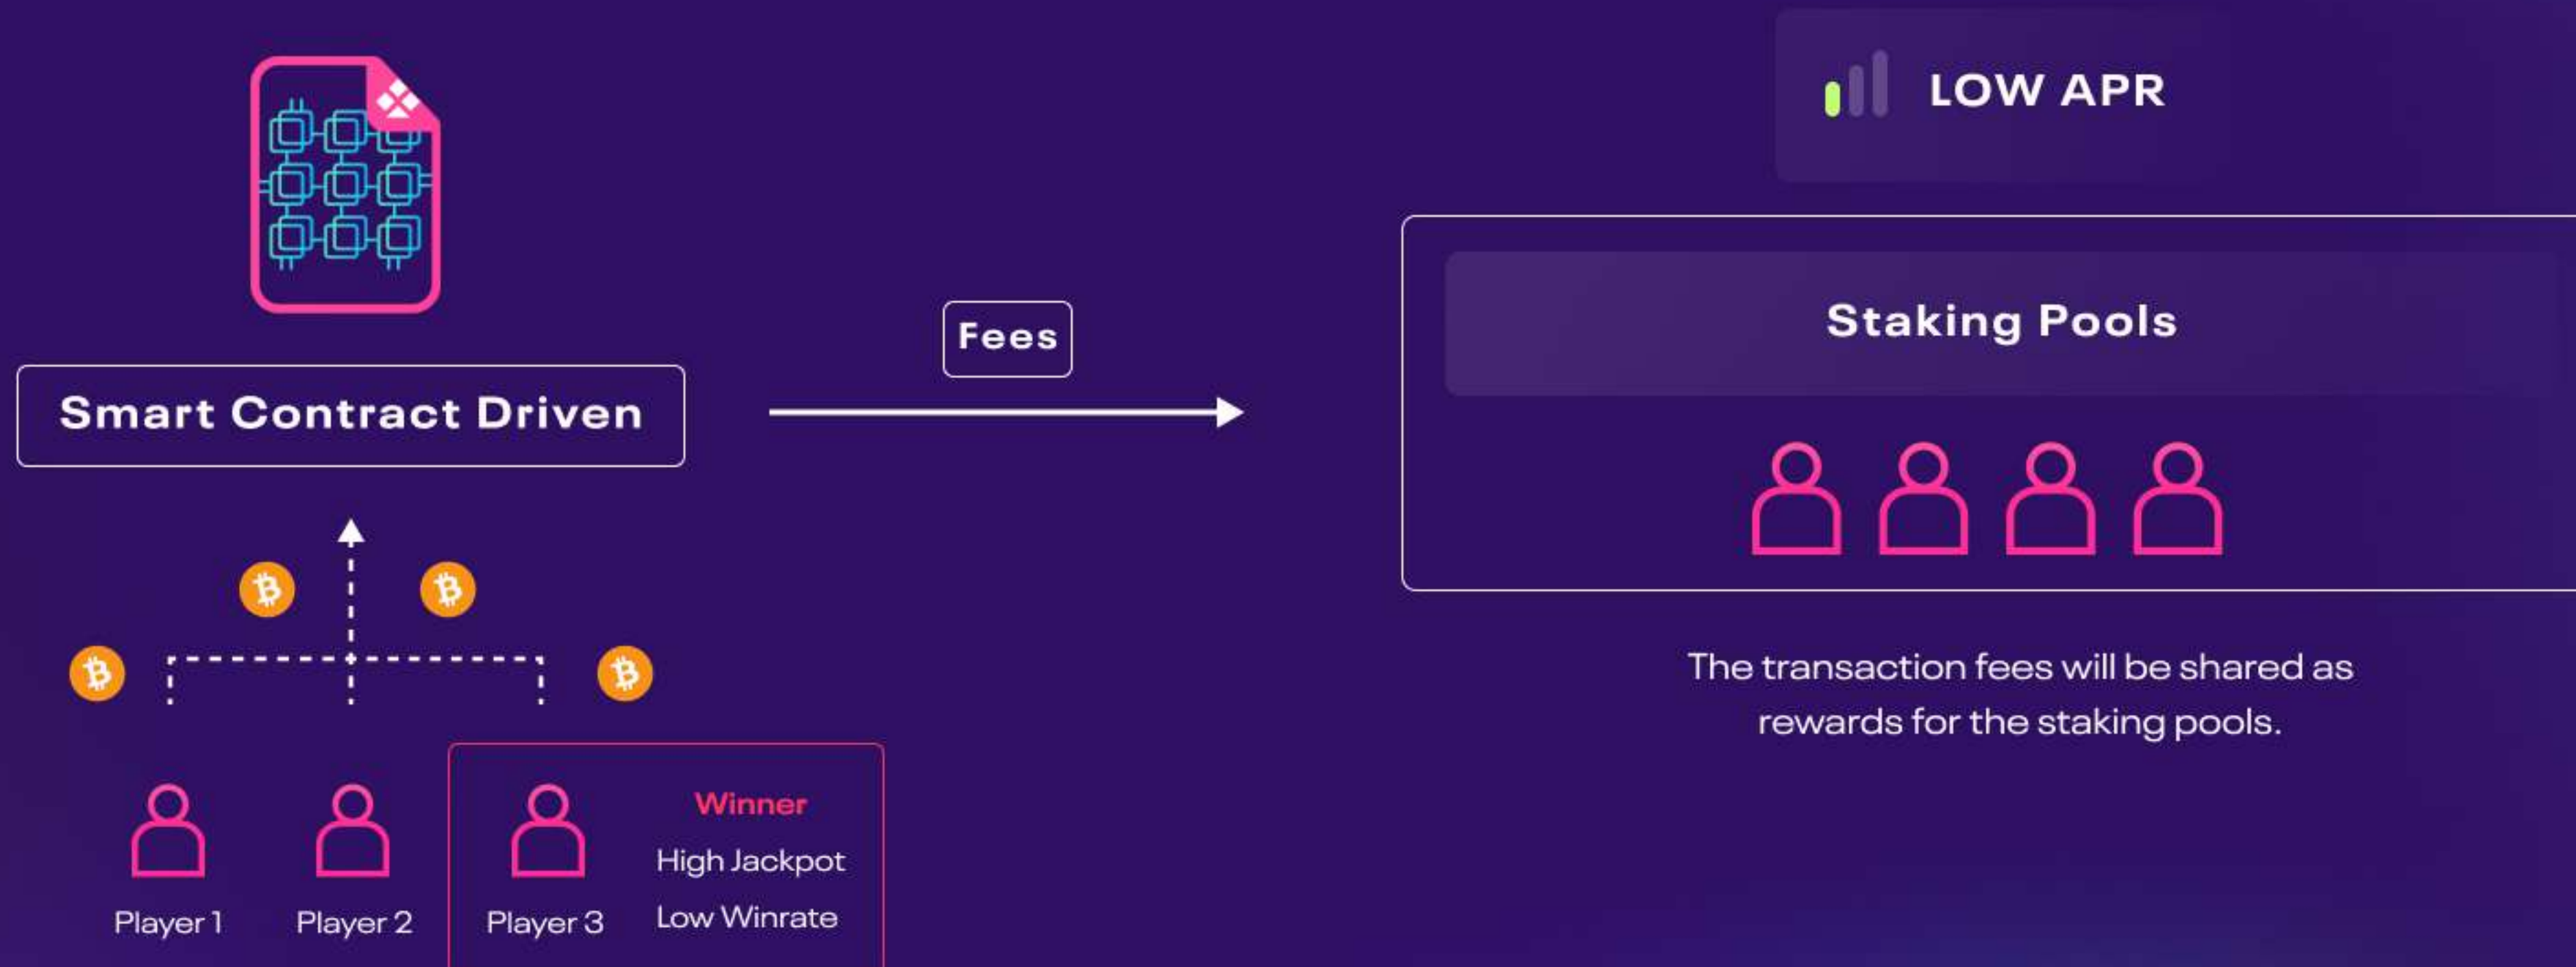 LOW APR
Smart Contract Driven
Fees
Staking Pools
The transaction fees will be shared as
rewards for the staking pools.
Player 1
Player 2
Player 3
Winner
High Jackpot
Low Winrate